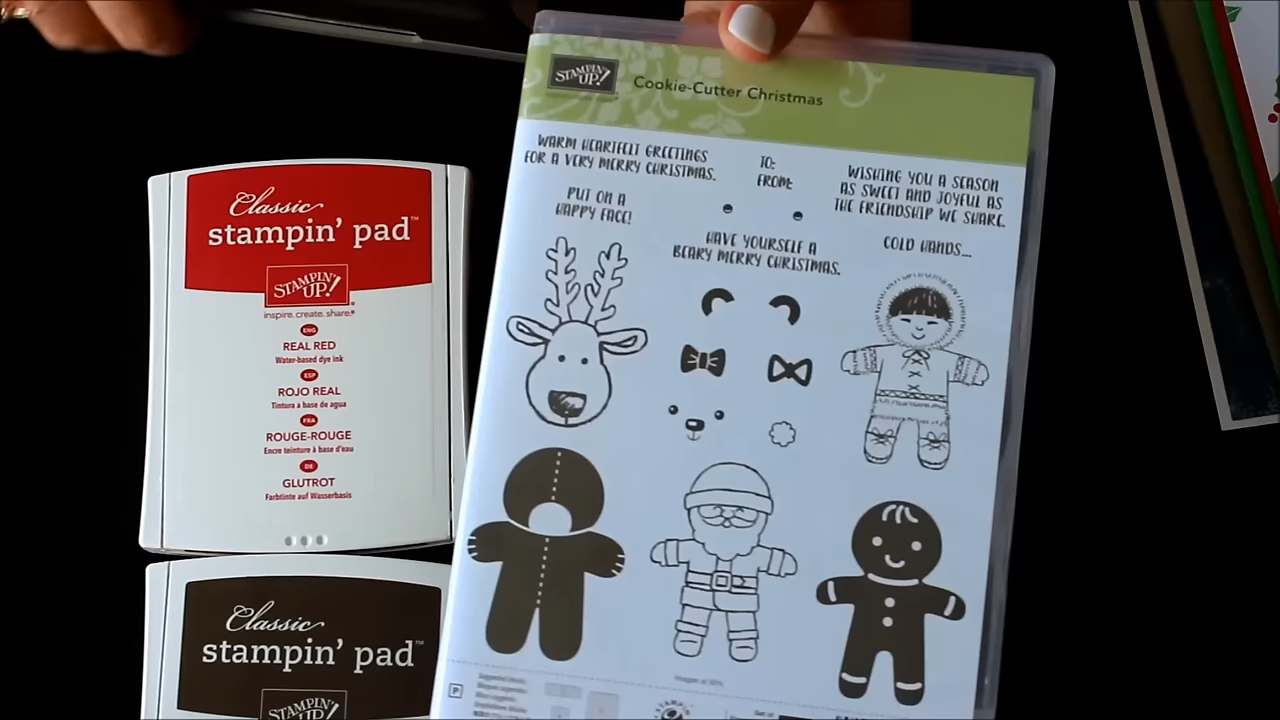 STAMPIN' UP!
Cookie-Cutter Christmas
WARM HEARTFELT GREETINGS
FOR A VERY MERRY CHRISTMAS.
TO:
FROM:
WISHING YOU A SEASON
AS SWEET AND JOYFUL AS
THE FRIENDSHIP WE SHARE.
PUT ON A
HAPPY FACE!
HAVE YOURSELF A
BEARY MERRY CHRISTMAS.
COLD HANDS...
P
Classic
stampin' pad™
STAMPIN' UP!®
inspire.create.share.®
ENG
REAL RED
Water-based dye ink
ESP
ROJO REAL
Tintura a base de agua
FRA
ROUGE-ROUGE
Encre teinture à base d'eau
DE
GLUTROT
Farbtinte auf Wasserbasis
Classic
stampin' pad™
STAMPIN'
UP!